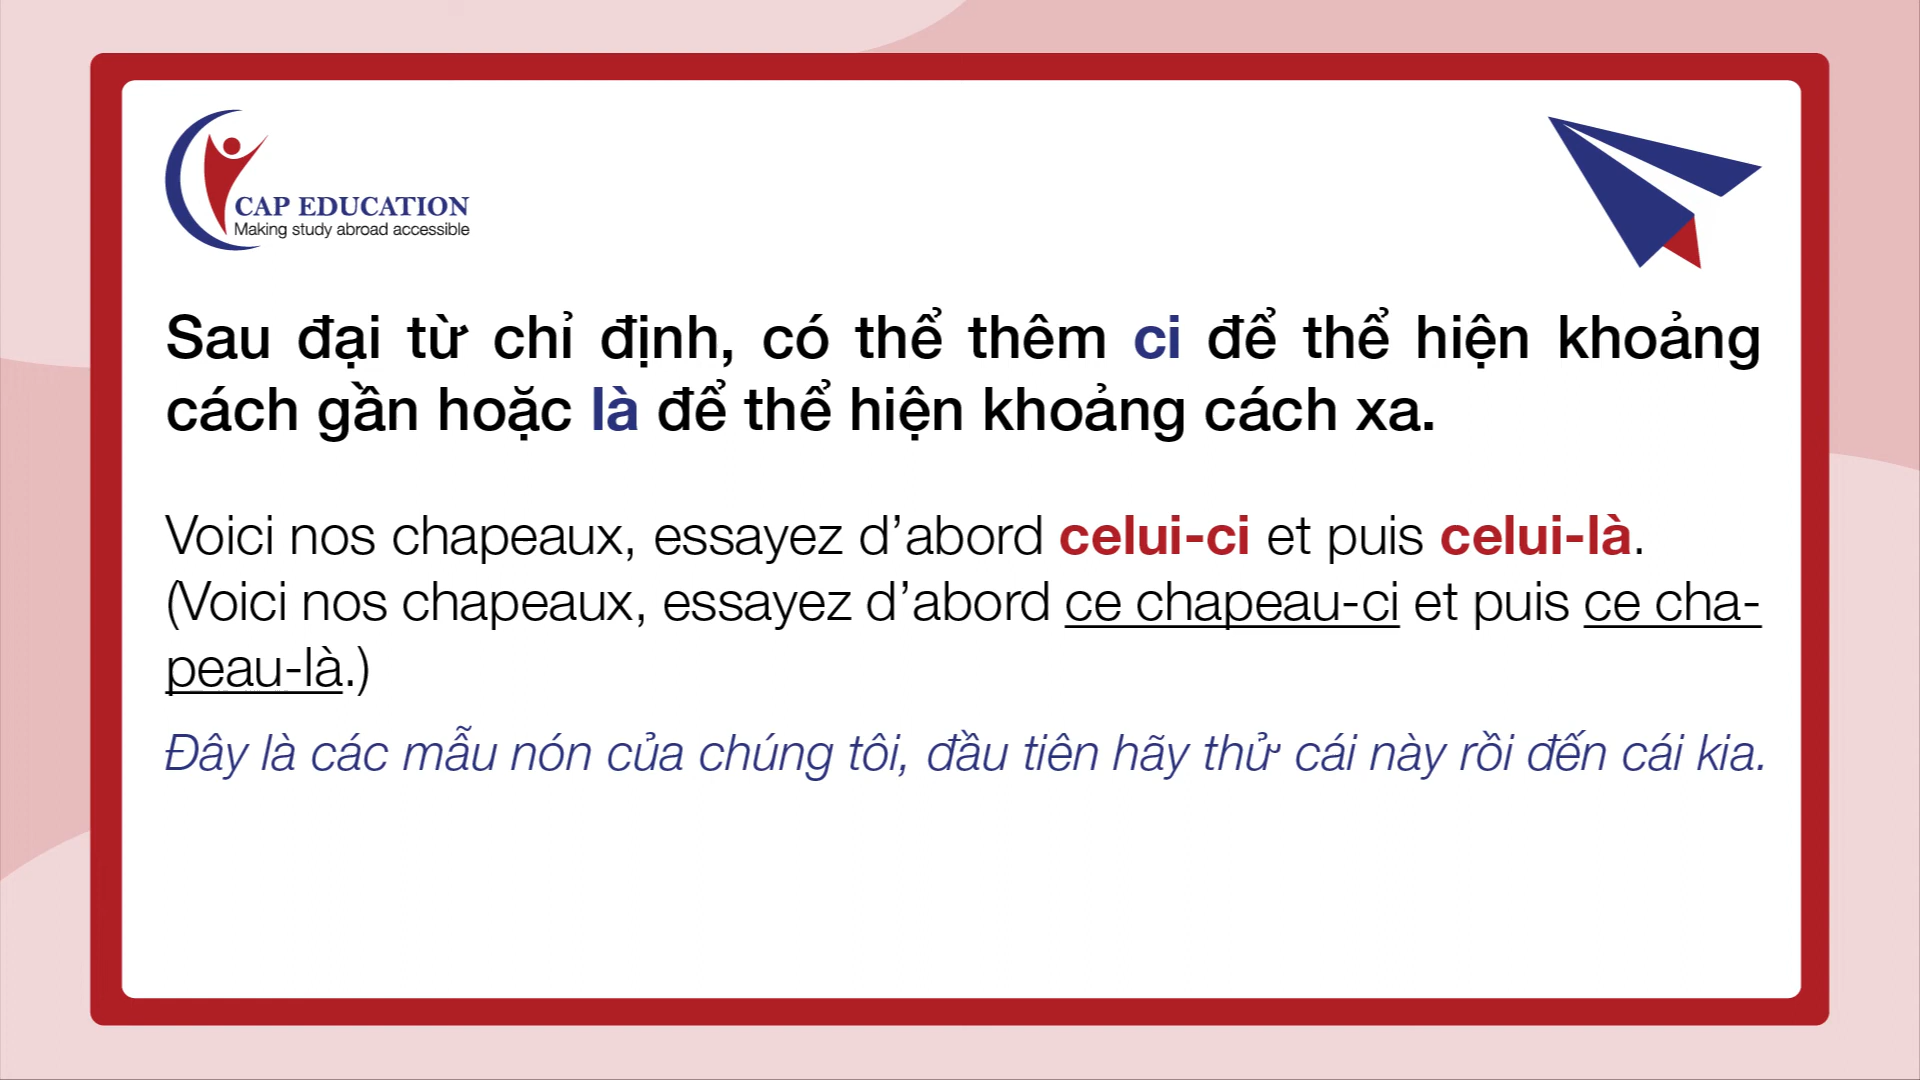 CAP EDUCATION
Making study abroad accessible
Sau đại từ chỉ định, có thể thêm ci để thể hiện khoảng
cách gần hoặc là để thể hiện khoảng cách xa.
Voici nos chapeaux, essayez d’abord celui-ci et puis celui-là.
(Voici nos chapeaux, essayez d’abord ce chapeau-ci et puis ce cha-
peau-là.)
Đây là các mẫu nón của chúng tôi, đầu tiên hãy thử cái này rồi đến cái kia.